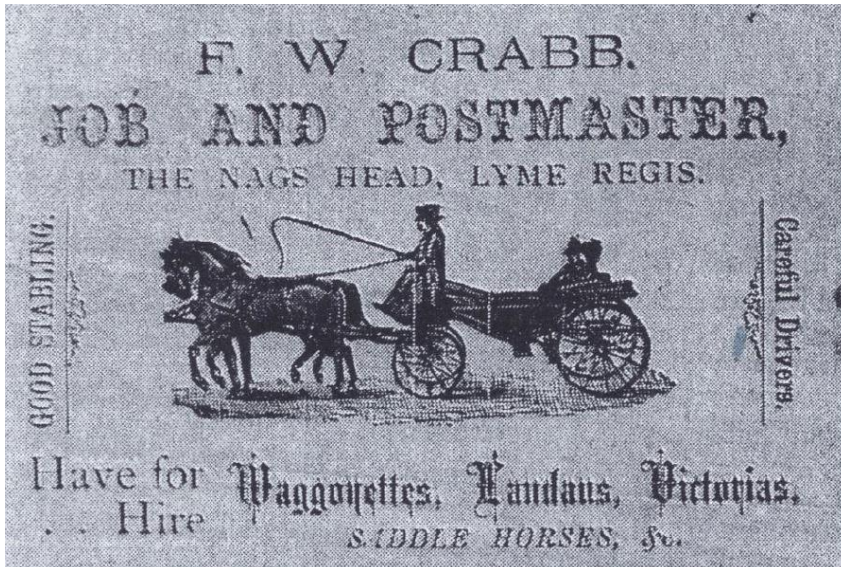 F. W. CRABB.
JOB AND POSTMASTER,
THE NAGS HEAD, LYME REGIS.
GOOD STABLING.
Careful Drivers.
Have for
. . Hire
Waggonettes, Landaus, Victorias,
SADDLE HORSES, &c.